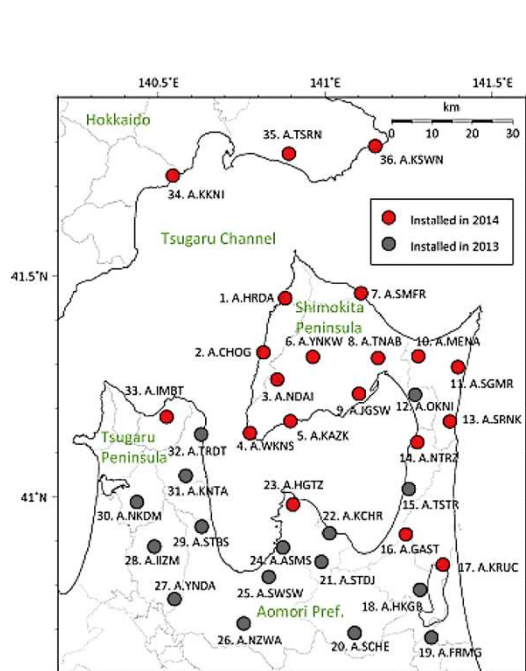 140.5°E 141°E 141.5°E
km
0 10 20 30
Hokkaido
35. A.TSRN
36. A.KSWN
34. A.KKNI
Installed in 2014
Installed in 2013
Tsugaru Channel
41.5°N
1. A.HRDA
7. A.SMFR
Shimokita
Peninsula
6. A.YNKW 8. A.TNAB 10. A.MENA
2. A.CHOG
11. A.SGMR
3. A.NDAI
33. A.IMBT
9. A.JGSW
12. A.OKNI
5. A.KAZK
13. A.SRNK
4. A.WKNS
Tsugaru
Peninsula
32. A.TRDT
14. A.NTRZ
31. A.KNTA
23. A.HGTZ
41°N
15. A.TSTR
30. A.NKDM
22. A.KCHR
29. A.STBS
16. A.GAST
28. A.IIZM
24. A.ASMS
17. A.KRUC
21. A.STDJ
27. A.YNDA
25. A.SWSW
18. A.HKGB
Aomori Pref.
26. A.NZWA
20. A.SCHE
19. A.FRMG